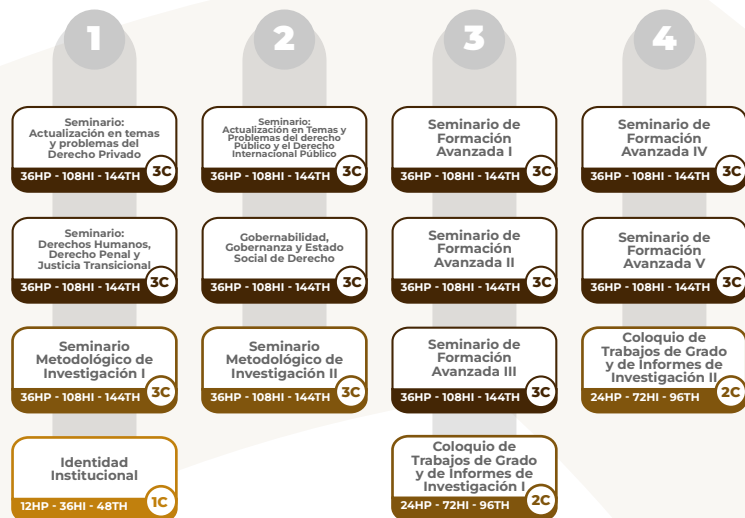 1
Seminario:
Actualización en temas
y problemas del
Derecho Privado
36HP - 108HI - 144TH
3C
Seminario:
Derechos Humanos,
Derecho Penal y
Justicia Transicional
36HP - 108HI - 144TH
3C
Seminario
Metodológico de
Investigación I
36HP - 108HI - 144TH
3C
Identidad
Institucional
12HP - 36HI - 48TH
1C
2
Seminario:
Actualización en Temas y
Problemas del derecho
Público y el Derecho
Internacional Público
36HP - 108HI - 144TH
3C
Gobernabilidad,
Gobernanza y Estado
Social de Derecho
36HP - 108HI - 144TH
3C
Seminario
Metodológico de
Investigación II
36HP - 108HI - 144TH
3C
3
Seminario de
Formación
Avanzada I
36HP - 108HI - 144TH
3C
Seminario de
Formación
Avanzada II
36HP - 108HI - 144TH
3C
Seminario de
Formación
Avanzada III
36HP - 108HI - 144TH
3C
Coloquio de
Trabajos de Grado
y de Informes de
Investigación I
24HP - 72HI - 96TH
2C
4
Seminario de
Formación
Avanzada IV
36HP - 108HI - 144TH
3C
Seminario de
Formación
Avanzada V
36HP - 108HI - 144TH
3C
Coloquio de
Trabajos de Grado
y de Informes de
Investigación II
24HP - 72HI - 96TH
2C